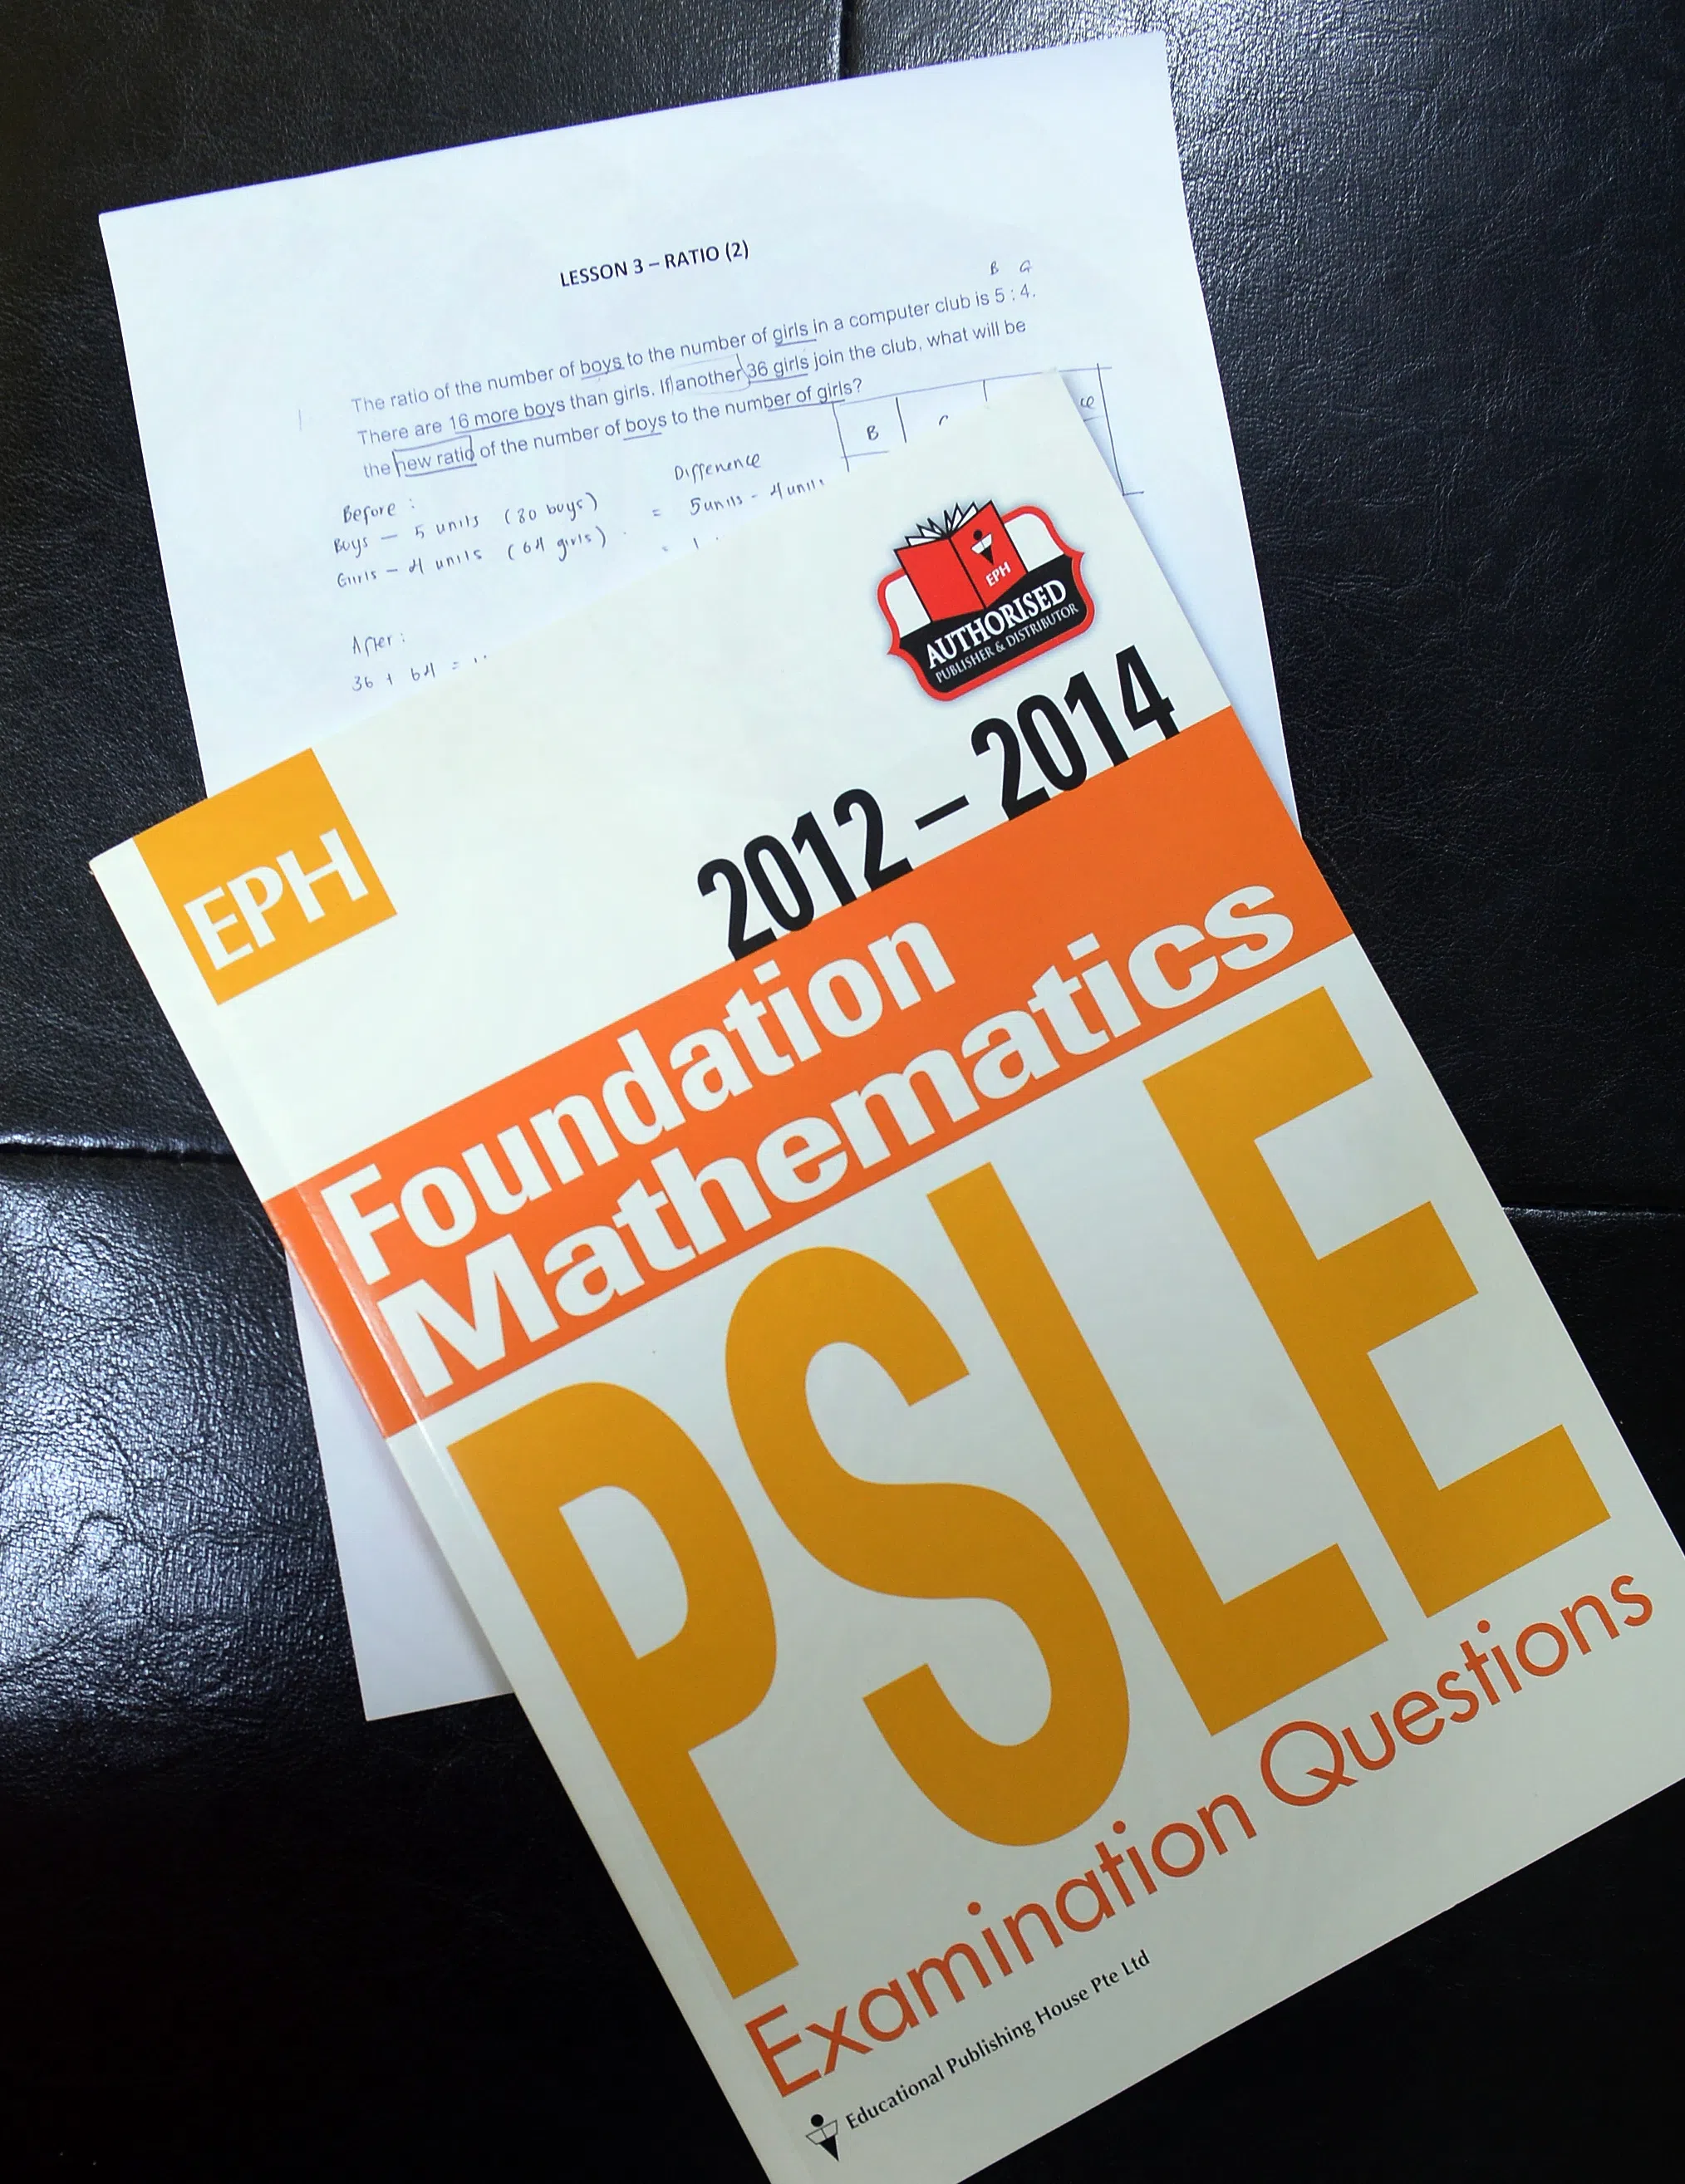 LESSON 3 – RATIO (2)
B G
The ratio of the number of boys to the number of girls in a computer club is 5 : 4.
There are 16 more boys than girls. If another 36 girls join the club, what will be
the new ratio of the number of boys to the number of girls?
B
Before :
Boys — 5 units (80 boys)
Girls — 4 units (64 girls)
Difference
= 5 units - 4 units
= 1
After :
36 + 64 =
EPH
AUTHORISED
PUBLISHER & DISTRIBUTOR
2012 – 2014
EPH
Foundation
Mathematics
PSLE
Examination Questions
Educational Publishing House Pte Ltd